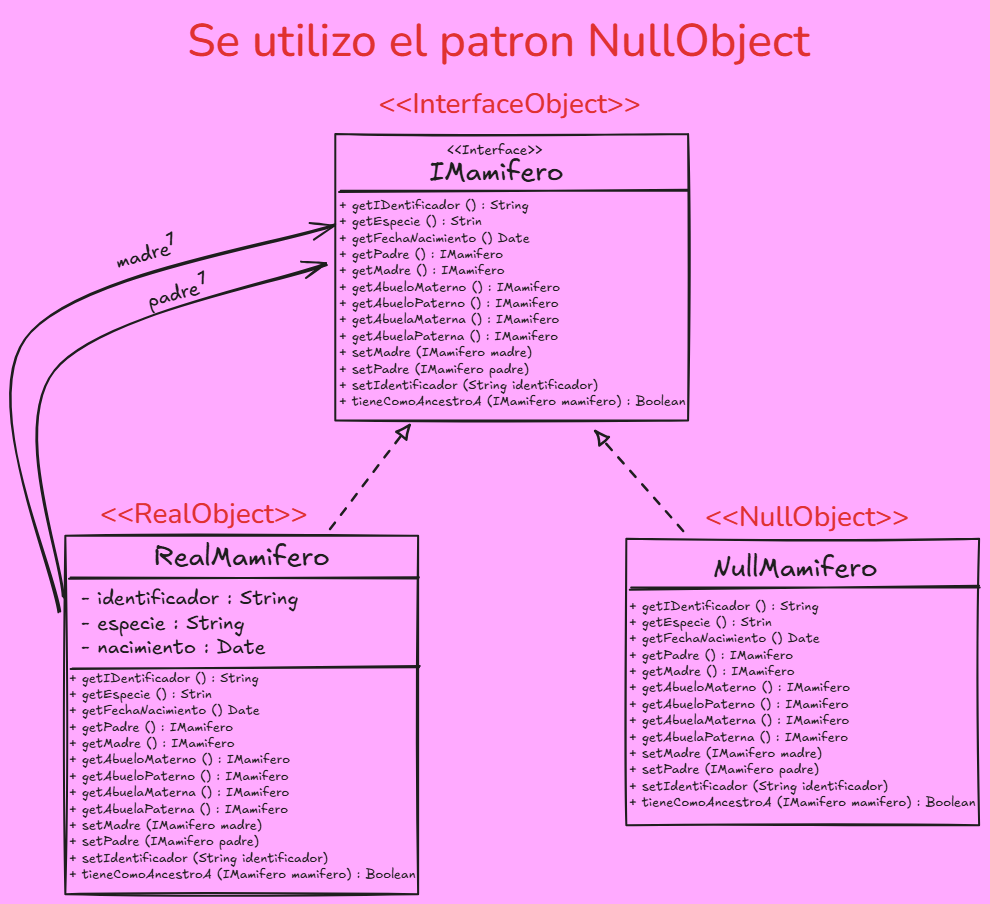 Se utilizo el patron NullObject
<<InterfaceObject>>
<<Interface>>
IMamifero
+ getIDentificador () : String
+ getEspecie () : Strin
+ getFechaNacimiento () Date
+ getPadre () : IMamifero
+ getMadre () : IMamifero
+ getAbueloMaterno () : IMamifero
+ getAbueloPaterno () : IMamifero
+ getAbuelaMaterna () : IMamifero
+ getAbuelaPaterna () : IMamifero
+ setMadre (IMamifero madre)
+ setPadre (IMamifero padre)
+ setIdentificador (String identificador)
+ tieneComoAncestroA (IMamifero mamifero) : Boolean
madre 1
padre 1
<<RealObject>>
RealMamifero
- identificador : String
- especie : String
- nacimiento : Date
+ getIDentificador () : String
+ getEspecie () : Strin
+ getFechaNacimiento () Date
+ getPadre () : IMamifero
+ getMadre () : IMamifero
+ getAbueloMaterno () : IMamifero
+ getAbueloPaterno () : IMamifero
+ getAbuelaMaterna () : IMamifero
+ getAbuelaPaterna () : IMamifero
+ setMadre (IMamifero madre)
+ setPadre (IMamifero padre)
+ setIdentificador (String identificador)
+ tieneComoAncestroA (IMamifero mamifero) : Boolean
<<NullObject>>
NullMamifero
+ getIDentificador () : String
+ getEspecie () : Strin
+ getFechaNacimiento () Date
+ getPadre () : IMamifero
+ getMadre () : IMamifero
+ getAbueloMaterno () : IMamifero
+ getAbueloPaterno () : IMamifero
+ getAbuelaMaterna () : IMamifero
+ getAbuelaPaterna () : IMamifero
+ setMadre (IMamifero madre)
+ setPadre (IMamifero padre)
+ setIdentificador (String identificador)
+ tieneComoAncestroA (IMamifero mamifero) : Boolean